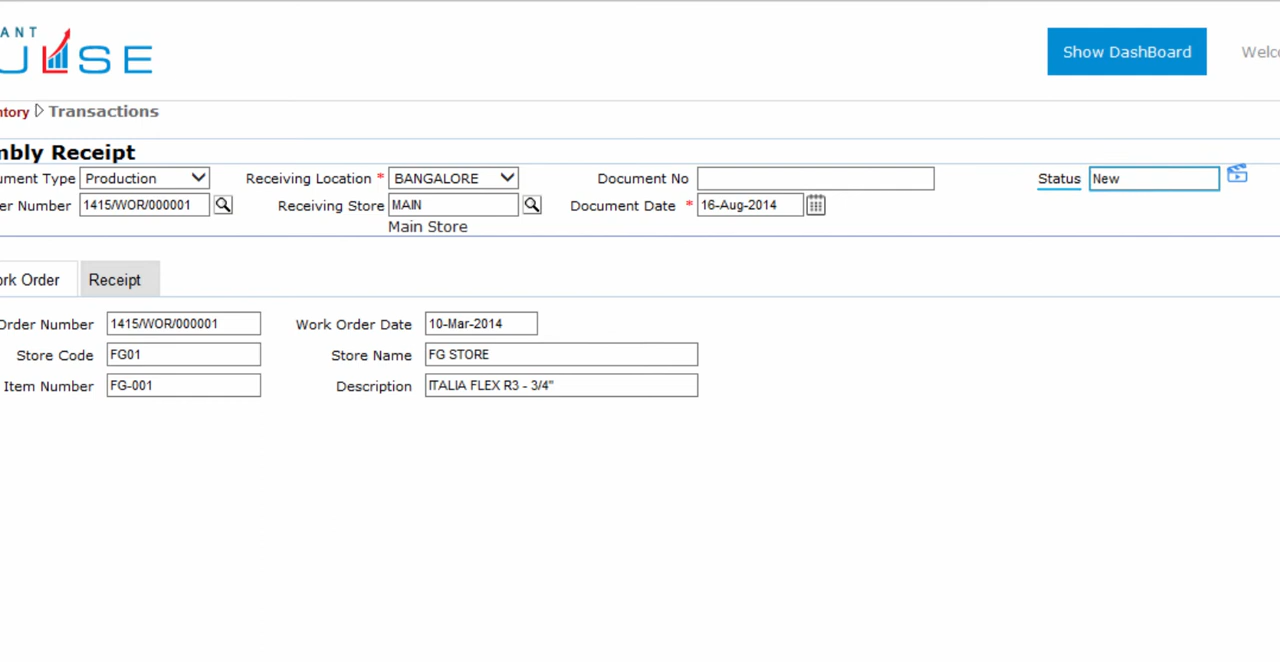 ANT
ULSE
Show DashBoard
Welco
ntory Transactions
mbly Receipt
ument Type Production Receiving Location * BANGALORE Document No Status New
er Number 1415/WOR/000001 Receiving Store MAIN Document Date * 16-Aug-2014
Main Store
ork Order Receipt
Order Number 1415/WOR/000001 Work Order Date 10-Mar-2014
Store Code FG01 Store Name FG STORE
Item Number FG-001 Description ITALIA FLEX R3 - 3/4"